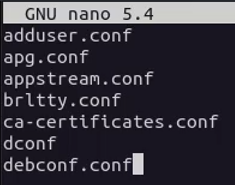 GNU nano 5.4
adduser.conf
apg.conf
appstream.conf
brltty.conf
ca-certificates.conf
dconf
debconf.conf